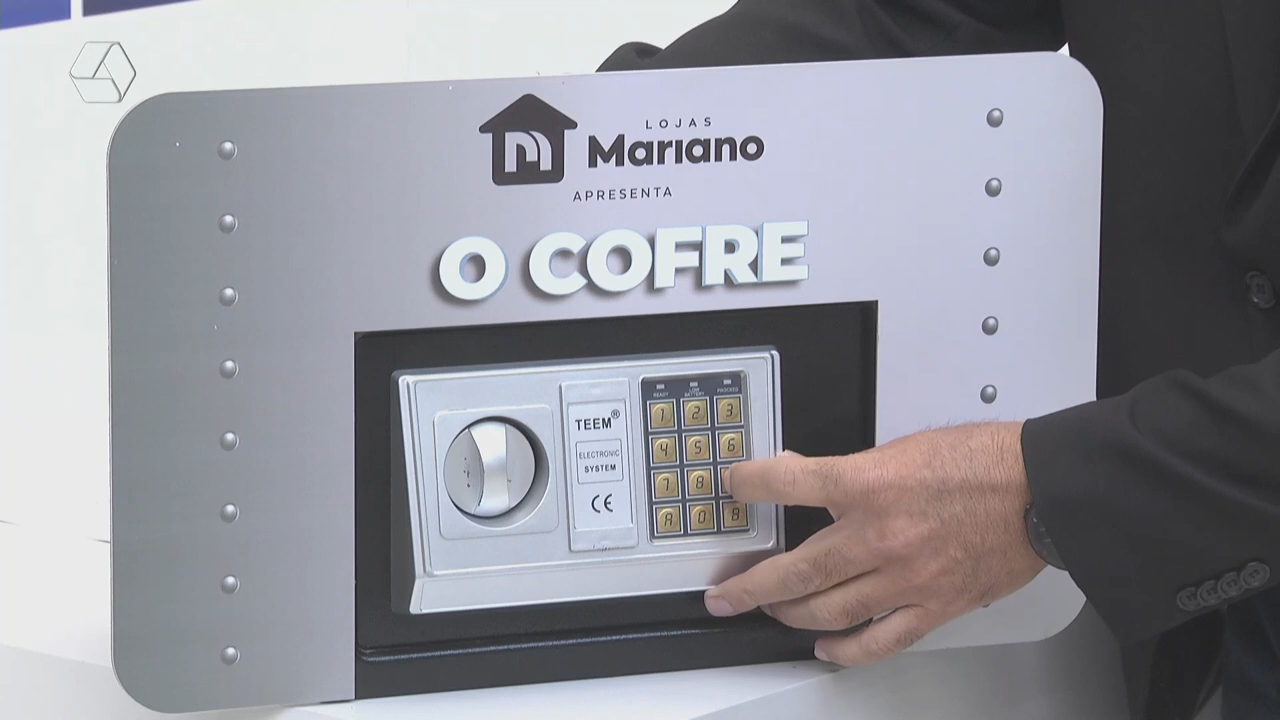 LOJAS
Mariano
APRESENTA
O COFRE
TEEM®
ELECTRONIC
SYSTEM
CE
READY LOW BATTERY PROCEED
1 2 3
4 5 6
7 8
A 0 B